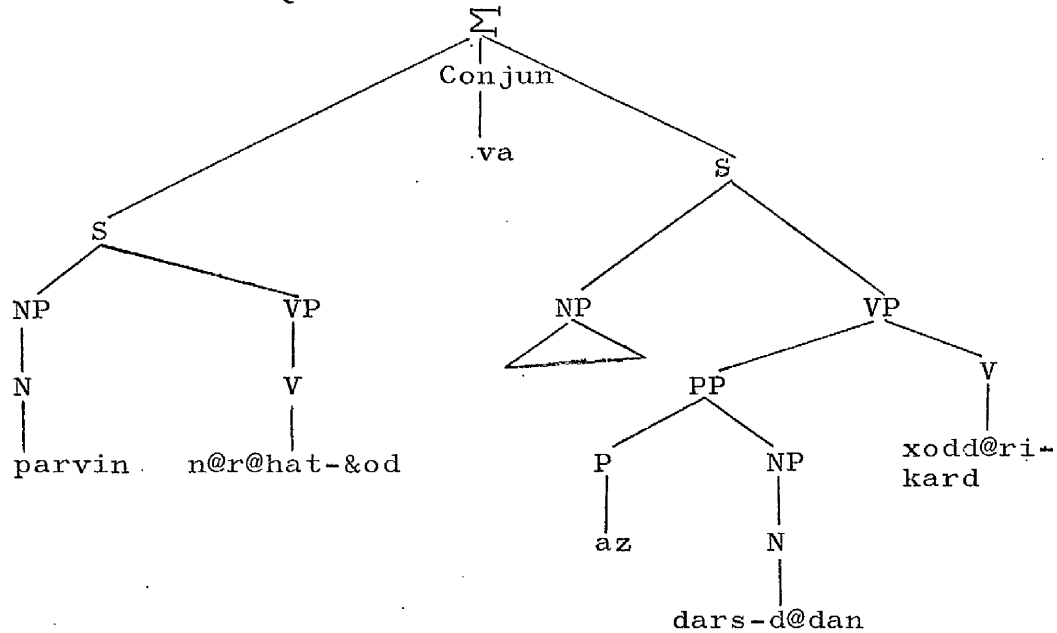 Σ
Conjun
va
S
S
NP VP NP VP
N V PP V
parvin n@r@hat-&od P NP xodd@ri-
kard
az N
dars-d@dan